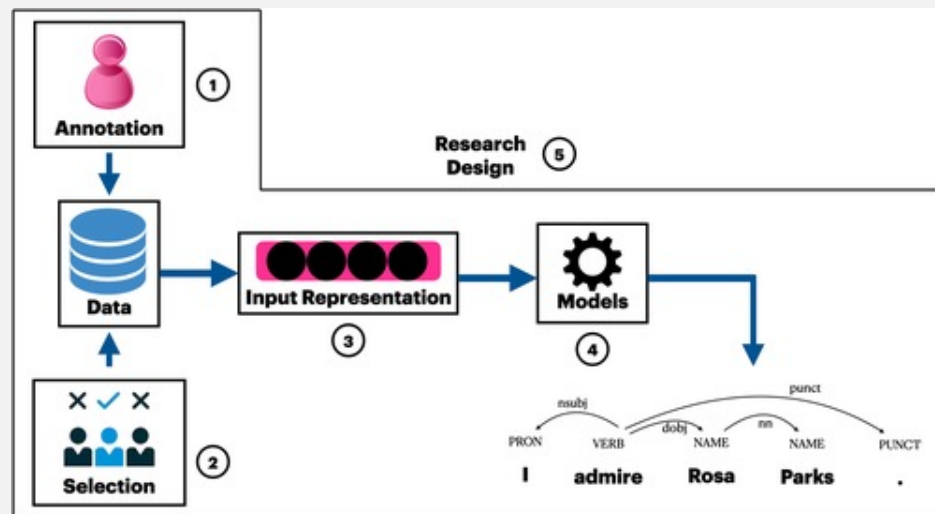 1
Annotation
Research
Design
5
Data
Input Representation
3
Models
4
2
Selection
punct
nsubj
dobj
nn
PRON VERB NAME NAME PUNCT
I admire Rosa Parks .